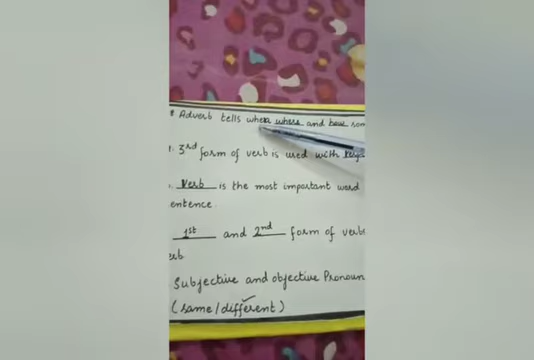 Adverb tells when where and how som
3rd form of verb is used with
Verb is the most important word
entence.
1st and 2nd form of verb
erb
Subjective and objective Pronoun
(same/different)